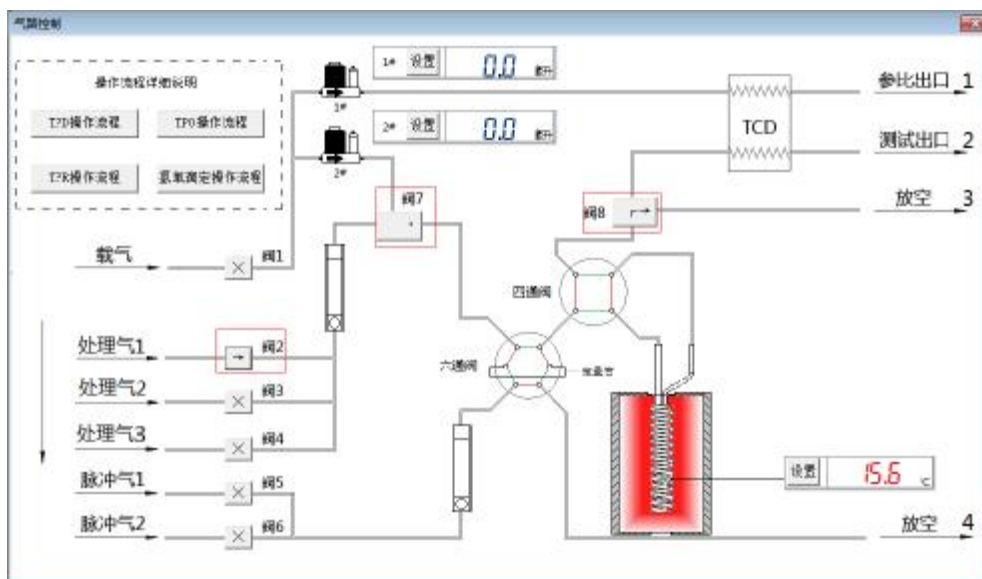 气路控制
操作流程详细说明
TPD操作流程
TPO操作流程
TPR操作流程
氢氧滴定操作流程
1# 设置 0.0 毫升
1#
2# 设置 0.0 毫升
2#
TCD
参比出口 1
测试出口 2
放空 3
阀7
阀8
载气
阀1
四通阀
处理气1
阀2
六通阀
定量管
处理气2
阀3
处理气3
阀4
脉冲气1
阀5
设置 15.6 ℃
脉冲气2
阀6
放空 4